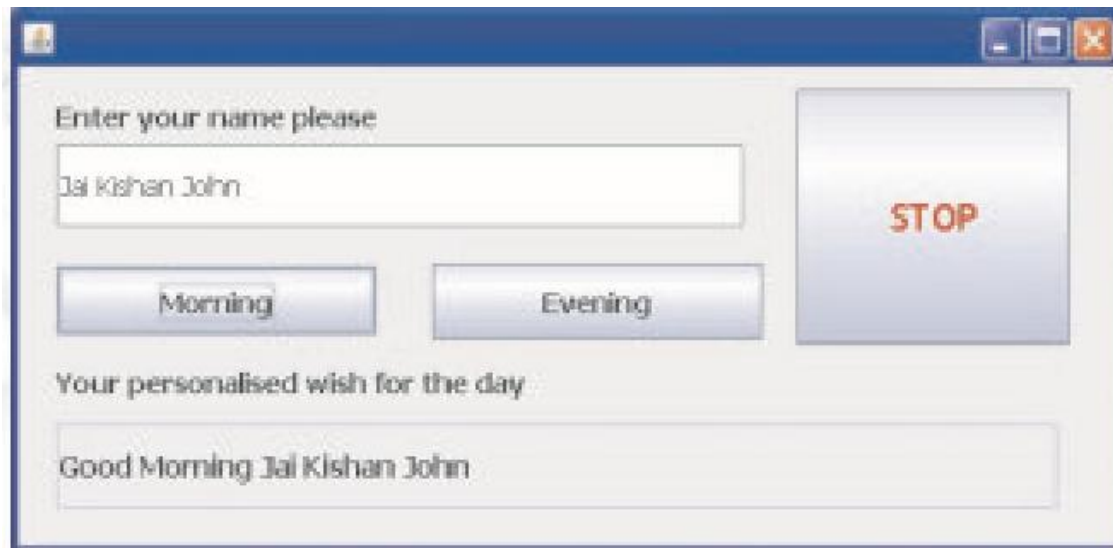 Enter your name please
Jai Kishan John
STOP
Morning
Evening
Your personalised wish for the day
Good Morning Jai Kishan John